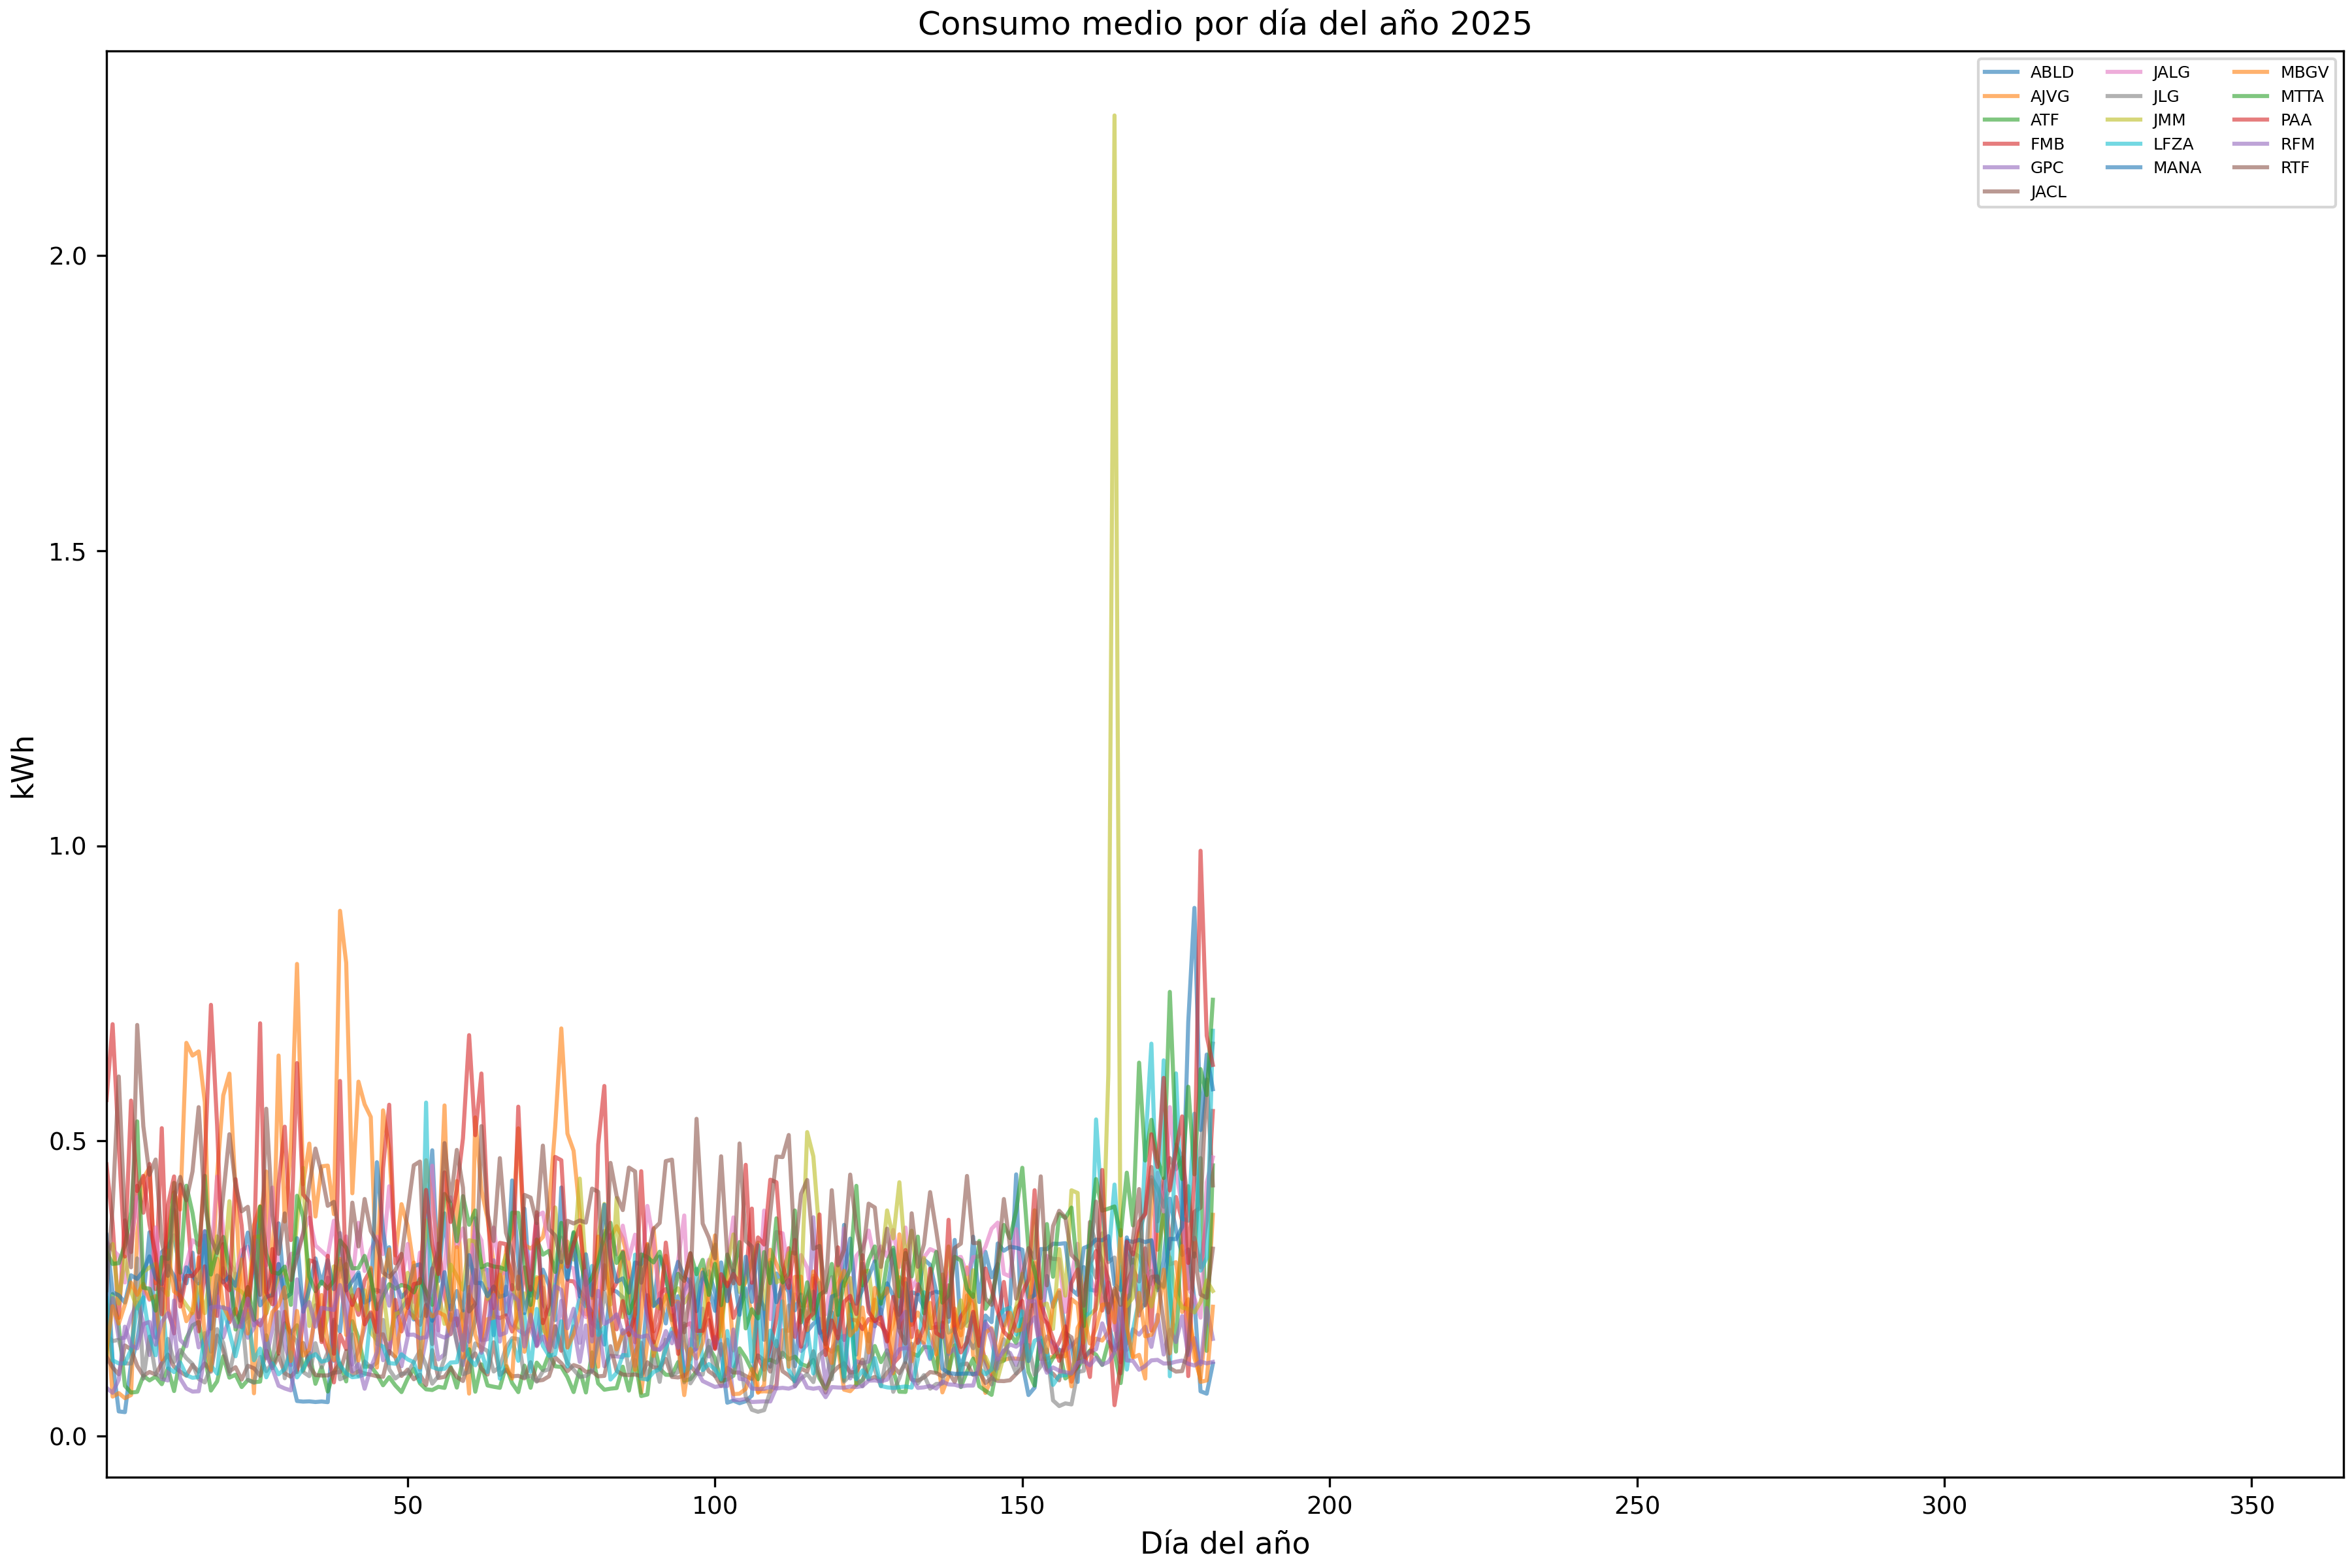 Consumo medio por día del año 2025
ABLD JALG MBGV
AJVG JLG MTTA
ATF JMM PAA
FMB LFZA RFM
GPC MANA RTF
JACL
kWh
2.0
1.5
1.0
0.5
0.0
50 100 150 200 250 300 350
Día del año